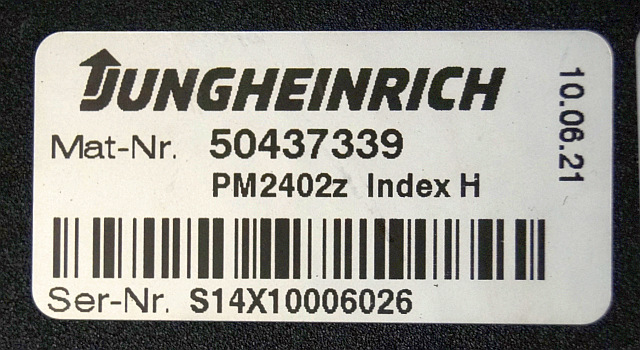 JUNGHEINRICH
Mat-Nr. 50437339
PM2402z Index H
Ser-Nr. S14X10006026
10.06.21